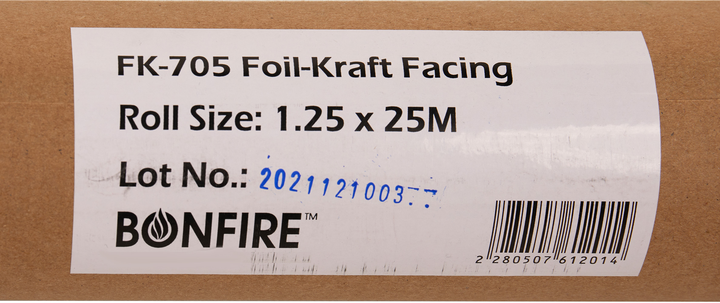 FK-705 Foil-Kraft Facing
Roll Size: 1.25 x 25M
Lot No.: 2021121003
BONFIRE™
2 280507 612014